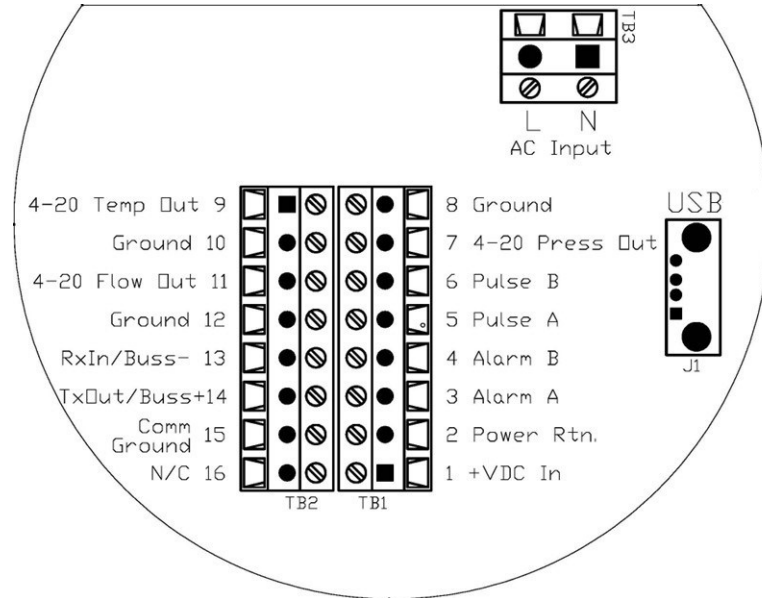 TB3
L N
AC Input
4-20 Temp Out 9
Ground 10
4-20 Flow Out 11
Ground 12
RxIn/Buss- 13
TxOut/Buss+14
Comm
Ground 15
N/C 16
TB2
TB1
8 Ground
7 4-20 Press Out
6 Pulse B
5 Pulse A
4 Alarm B
3 Alarm A
2 Power Rtn.
1 +VDC In
USB
J1